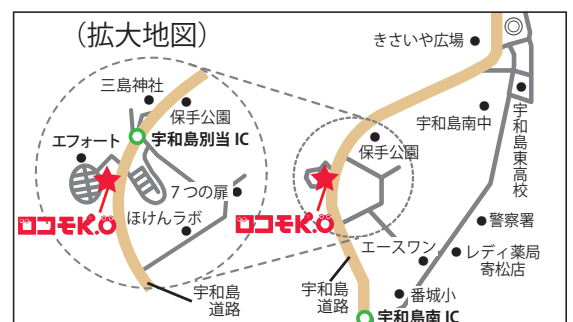 (拡大地図)
三島神社
保手公園
宇和島別当 IC
エフォート
7つの扉
ほけんラボ
ロコモK.O
宇和島
道路
きさいや広場
宇和島南中
宇和島東高校
保手公園
ロコモK.O
警察署
エースワン
レディ薬局
寄松店
宇和島
道路
番城小
宇和島南 IC